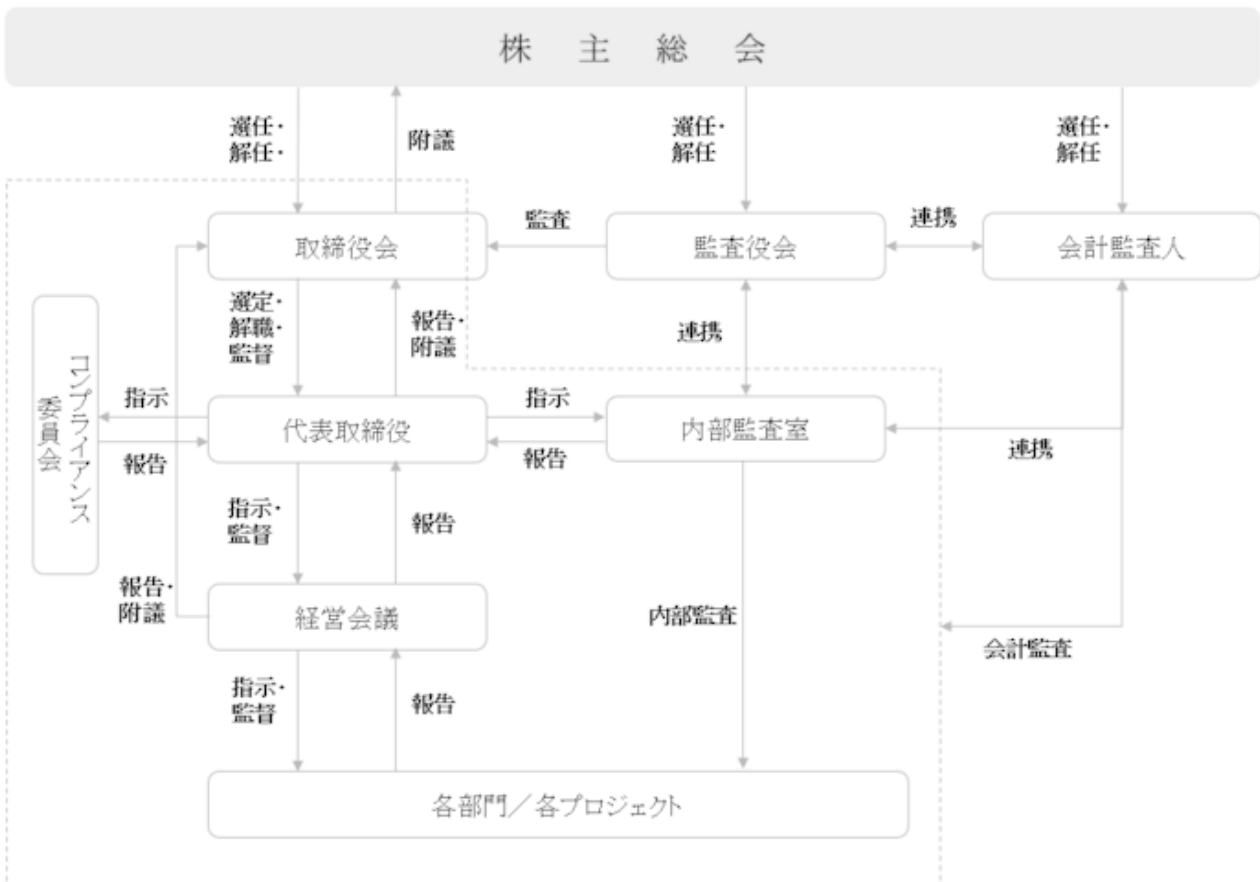 株主総会
選任・
解任・
附議
選任・
解任
選任・
解任
取締役会
監査
監査役会
連携
会計監査人
選定・
解職・
監督
報告・
附議
連携
コンプライアンス
委員会
指示
報告
代表取締役
指示
報告
内部監査室
連携
指示・
監督
報告
報告・
附議
経営会議
内部監査
会計監査
指示・
監督
報告
各部門／各プロジェクト